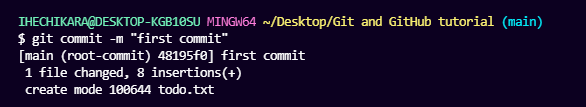 IHECHIKARA@DESKTOP-KGB10SU MINGW64 ~/Desktop/Git and GitHub tutorial (main)
$ git commit -m "first commit"
[main (root-commit) 48195f0] first commit
 1 file changed, 8 insertions(+)
 create mode 100644 todo.txt